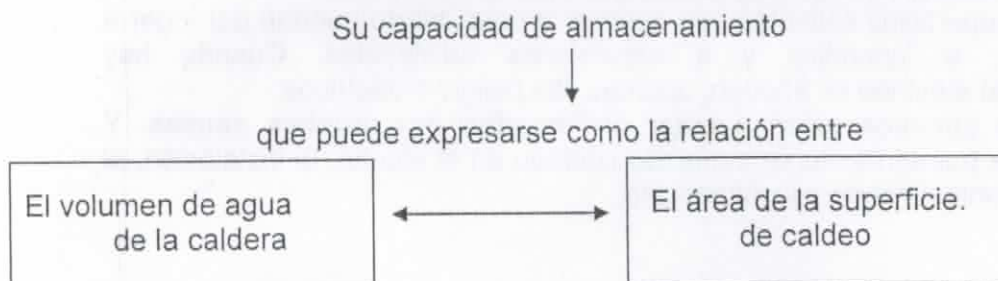 Su capacidad de almacenamiento
que puede expresarse como la relación entre
El volumen de agua
de la caldera
El área de la superficie.
de caldeo